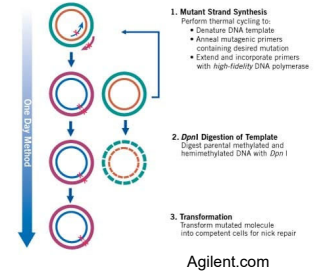 1. Mutant Strand Synthesis
Perform thermal cycling to:
• Denature DNA template
• Anneal mutagenic primers
containing desired mutation
• Extend and incorporate primers
with high-fidelity DNA polymerase
One Day Method
2. DpnI Digestion of Template
Digest parental methylated and
hemimethylated DNA with Dpn I
3. Transformation
Transform mutated molecule
into competent cells for nick repair
Agilent.com